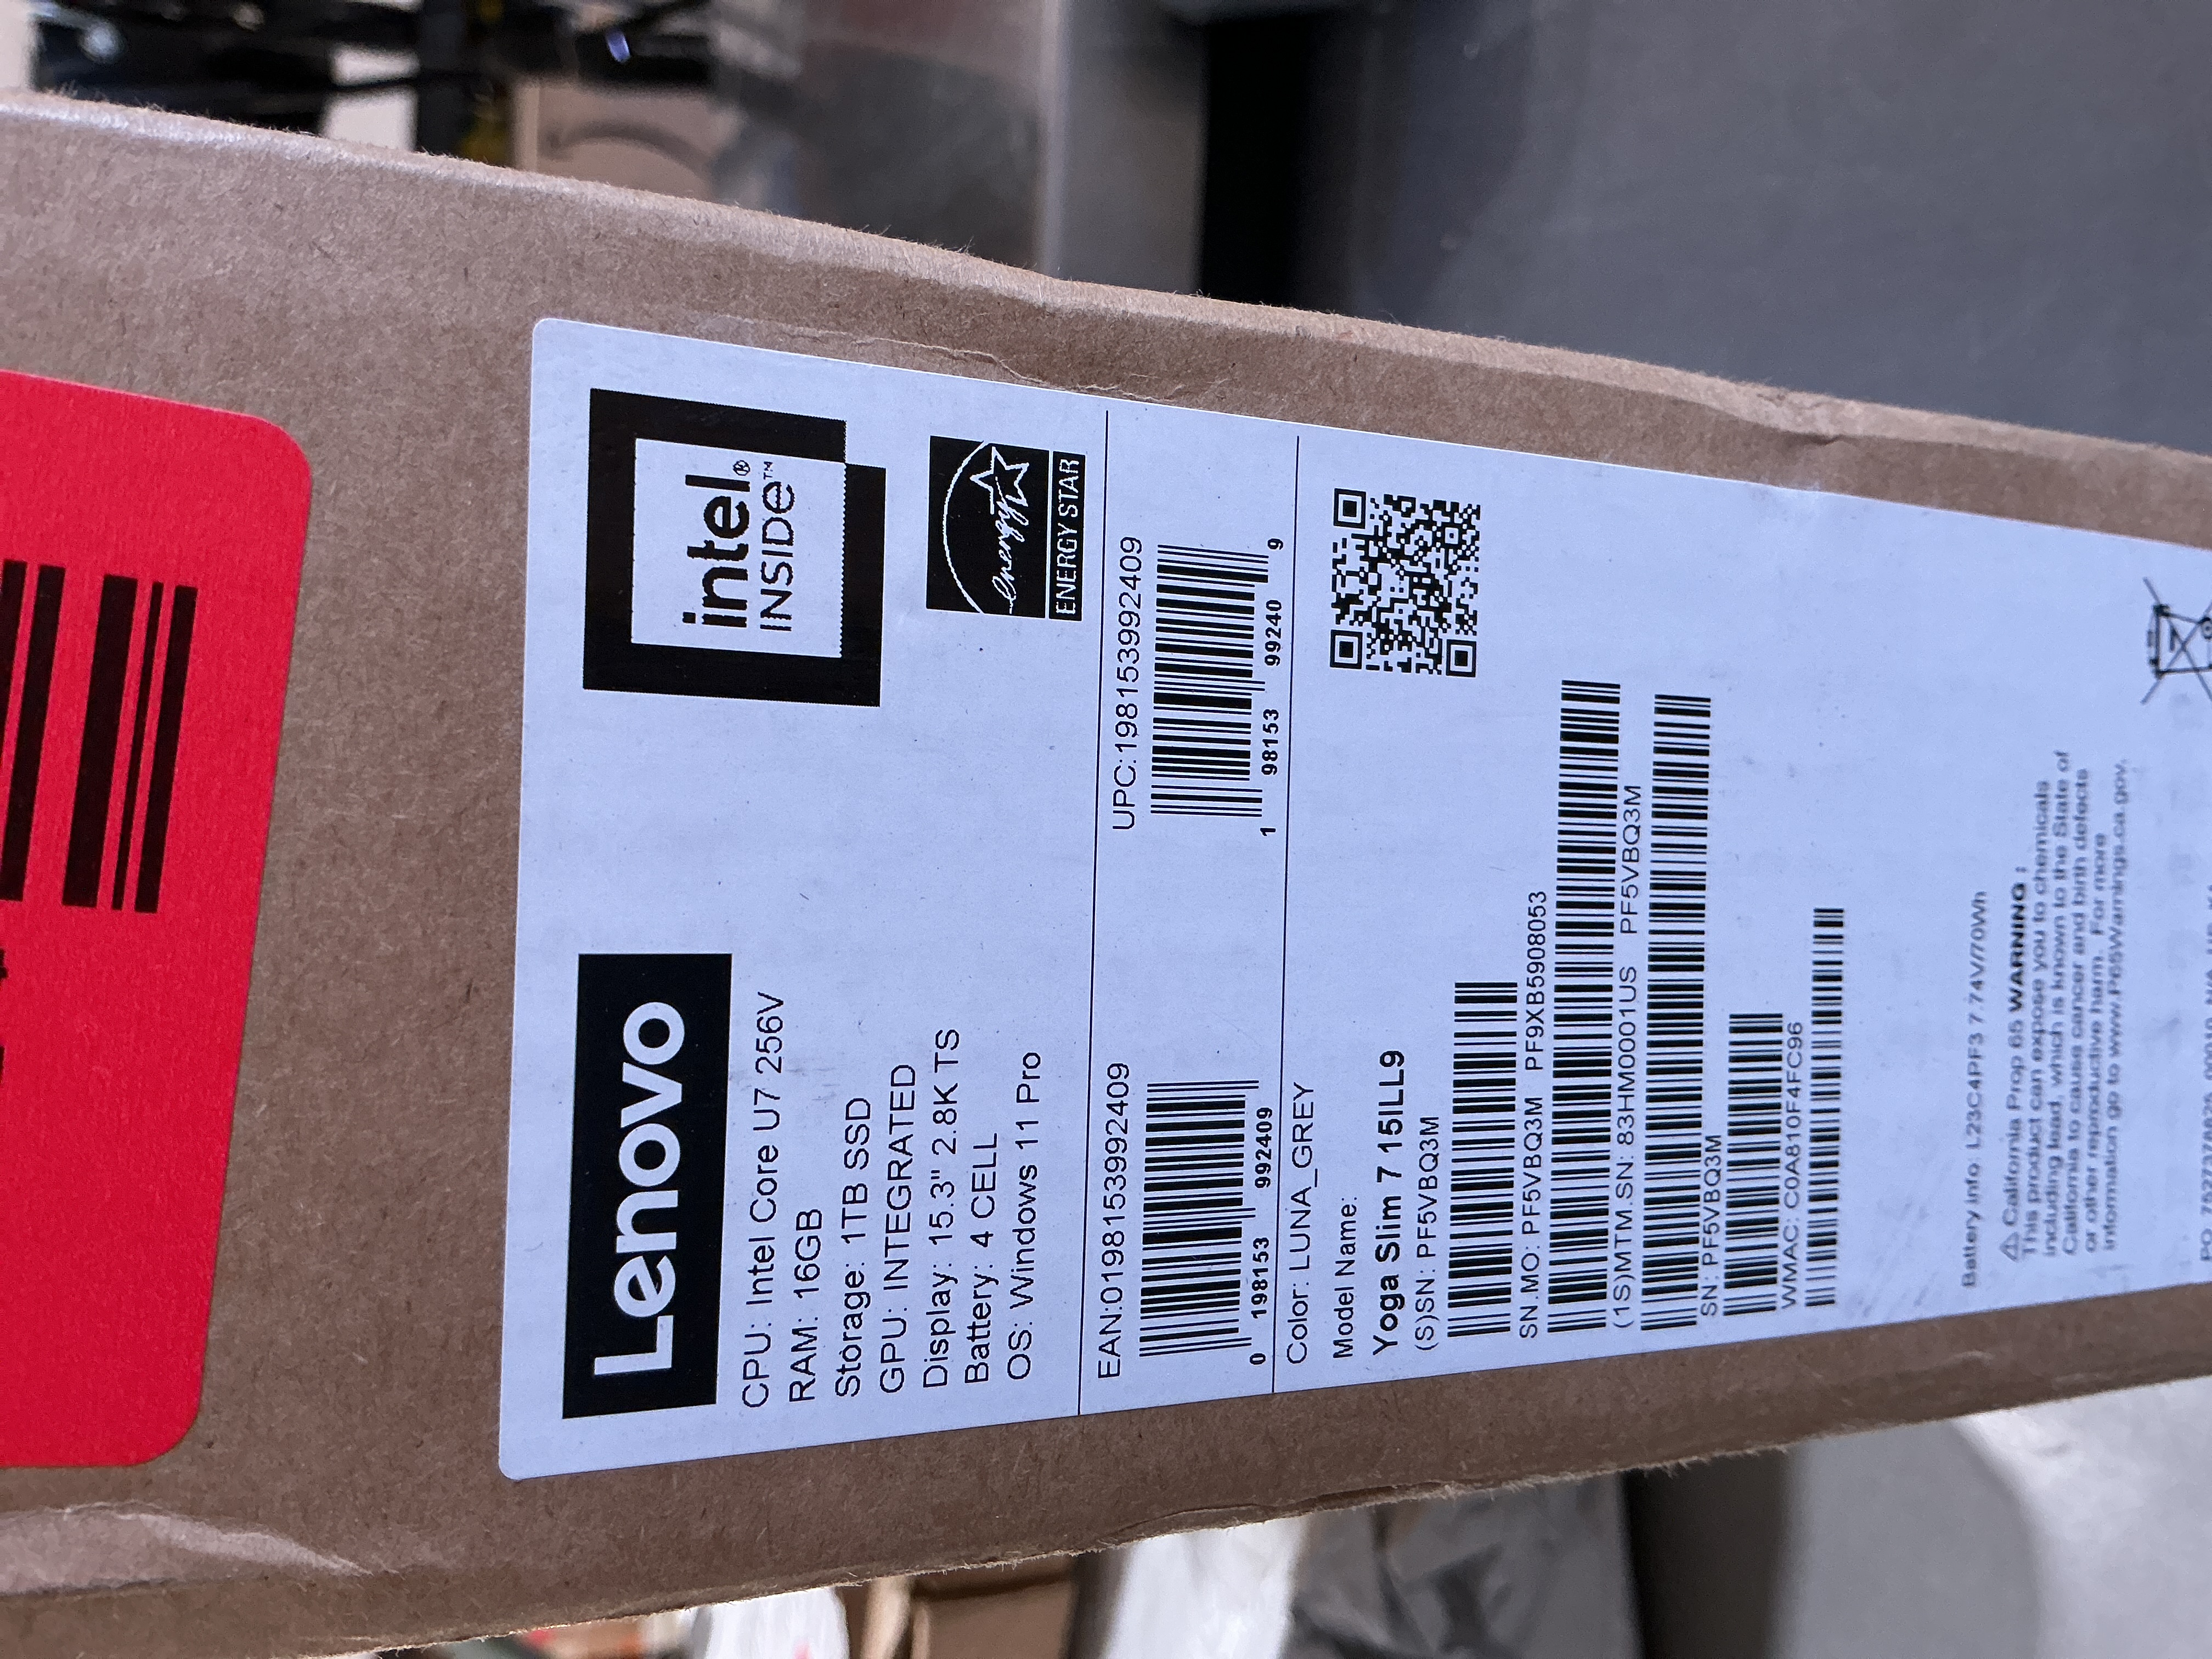 Lenovo
intel®
INSIDE™
CPU: Intel Core U7 256V
RAM: 16GB
Storage: 1TB SSD
GPU: INTEGRATED
Display: 15.3" 2.8K TS
Battery: 4 CELL
OS: Windows 11 Pro
energy
ENERGY STAR
EAN:0198153992409
0 198153 992409
UPC:198153992409
1 98153 99240 9
Color: LUNA_GREY
Model Name:
Yoga Slim 7 15ILL9
(S)SN: PF5VBQ3M
SN.MO: PF5VBQ3M PF9XB5908053
(1S)MTM.SN: 83HM0001US PF5VBQ3M
SN: PF5VBQ3M
WMAC: C0A810F4FC96
Battery info: L23C4PF3 7.74V/70Wh
⚠ California Prop 65 WARNING :
This product can expose you to chemicals
including lead, which is known to the State of
California to cause cancer and birth defects
or other reproductive harm. For more
information go to www.P65Warnings.ca.gov.